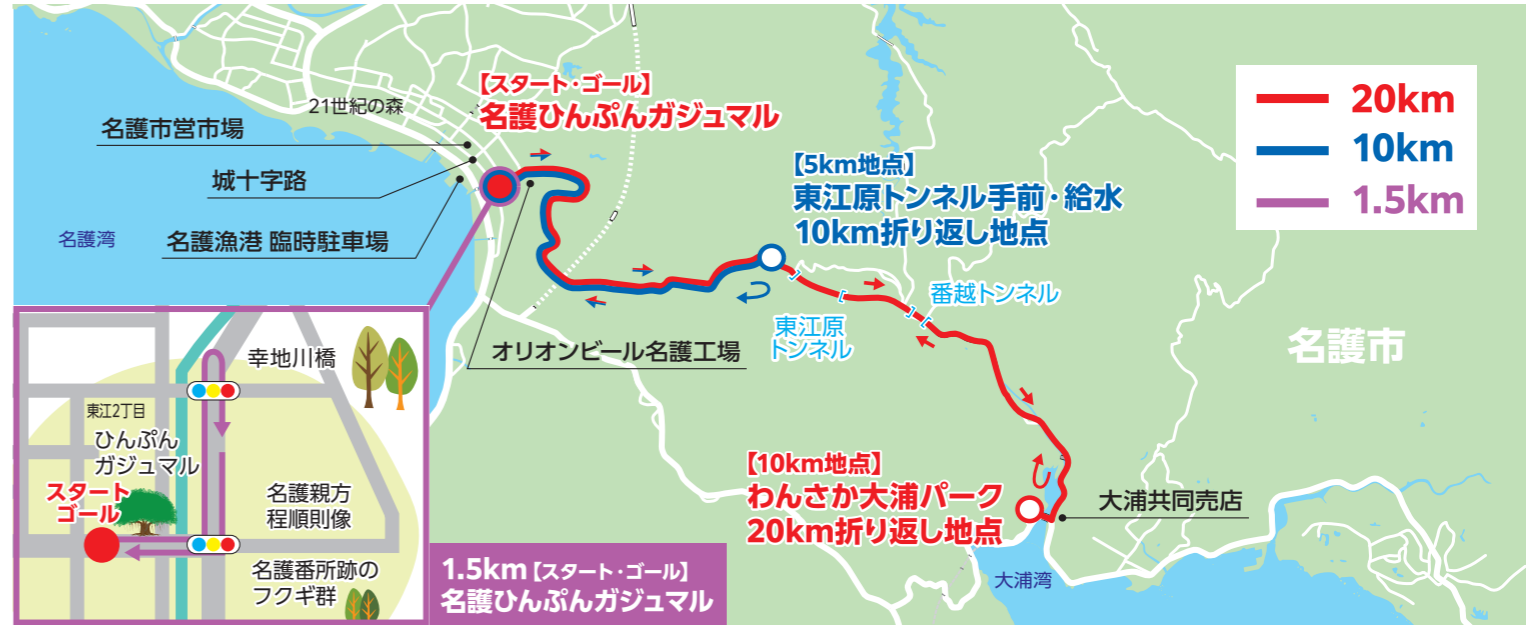 【スタート・ゴール】
名護ひんぷんガジュマル
21世紀の森
名護市営市場
城十字路
名護湾
名護漁港 臨時駐車場
20km
10km
1.5km
【5km地点】
東江原トンネル手前・給水
10km折り返し地点
番越トンネル
東江原
トンネル
名護市
オリオンビール名護工場
【10km地点】
わんさか大浦パーク
20km折り返し地点
大浦共同売店
大浦湾
幸地川橋
東江2丁目
ひんぷん
ガジュマル
スタート
ゴール
名護親方
程順則像
名護番所跡の
フクギ群
1.5km【スタート・ゴール】
名護ひんぷんガジュマル